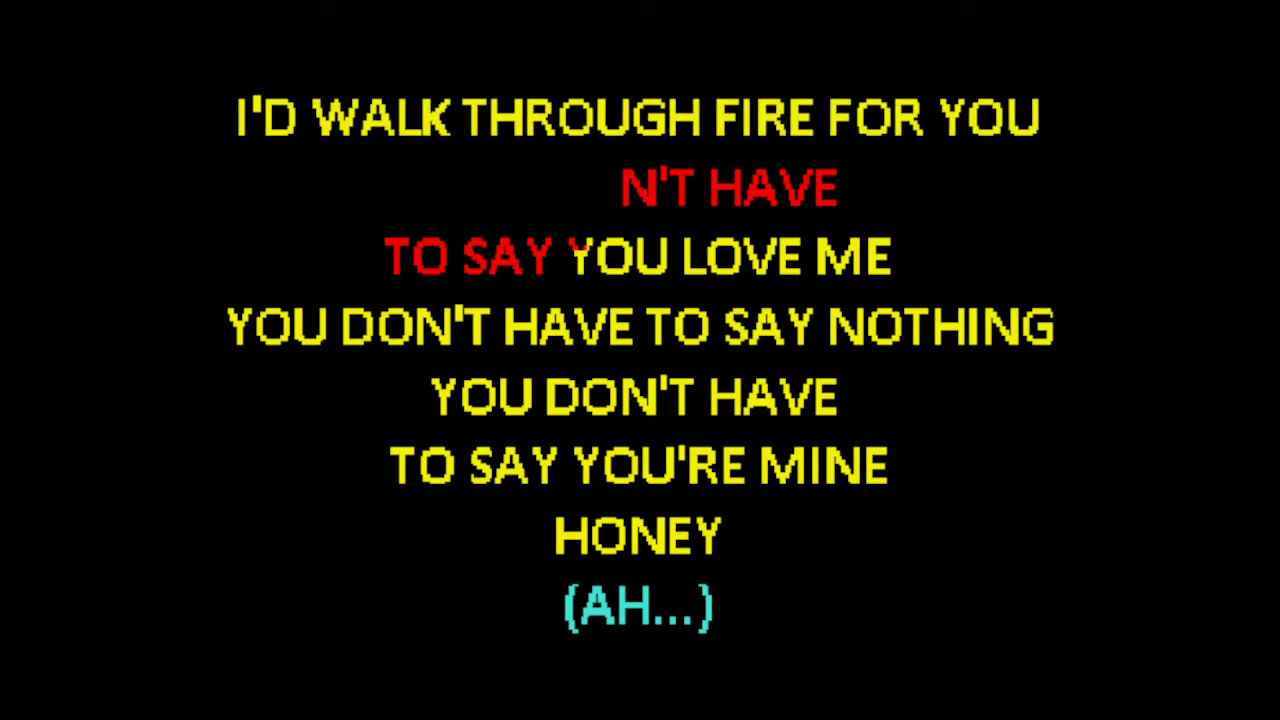 I'D WALK THROUGH FIRE FOR YOU
N'T HAVE
TO SAY YOU LOVE ME
YOU DON'T HAVE TO SAY NOTHING
YOU DON'T HAVE
TO SAY YOU'RE MINE
HONEY
(AH...)